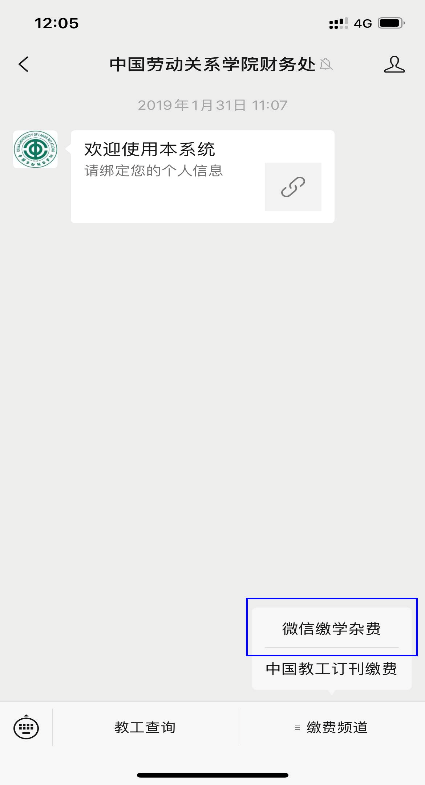 12:05
4G
中国劳动关系学院财务处
2019年1月31日 11:07
欢迎使用本系统
请绑定您的个人信息
微信缴学杂费
中国教工订刊缴费
教工查询
缴费频道